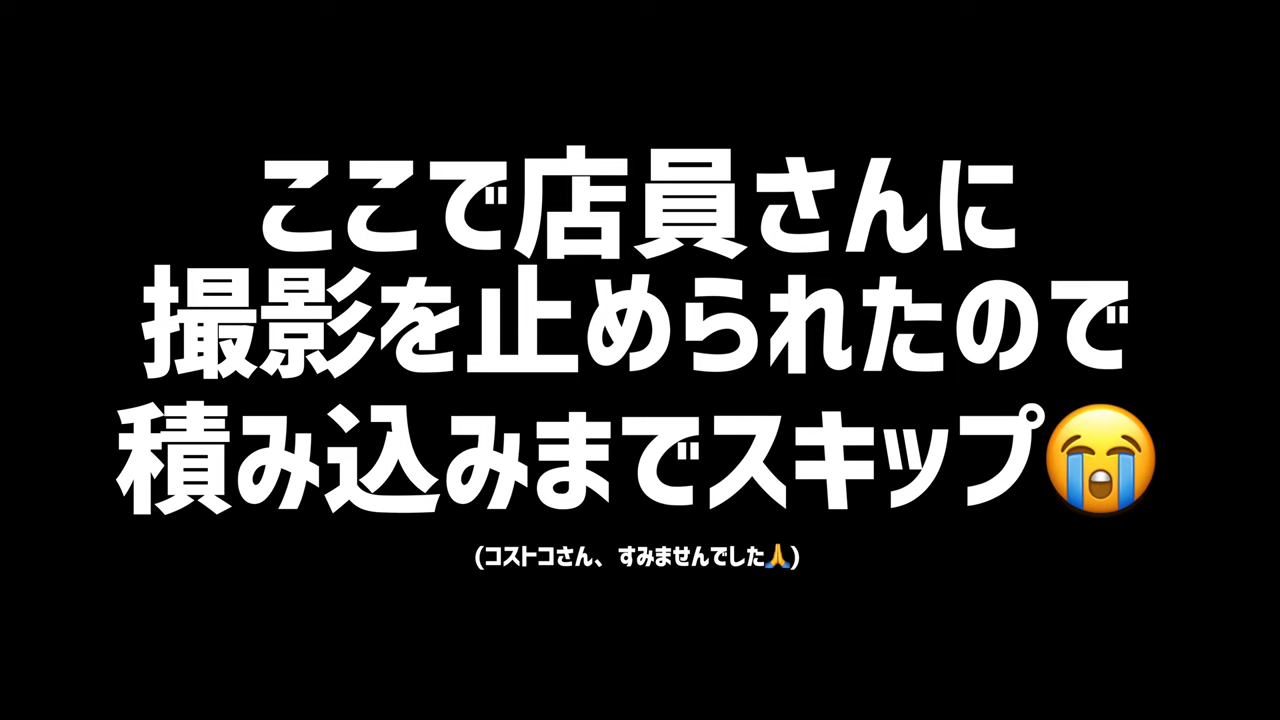 ここで店員さんに
撮影を止められたので
積み込みまでスキップ😭
(コストコさん、すみませんでした🙏)